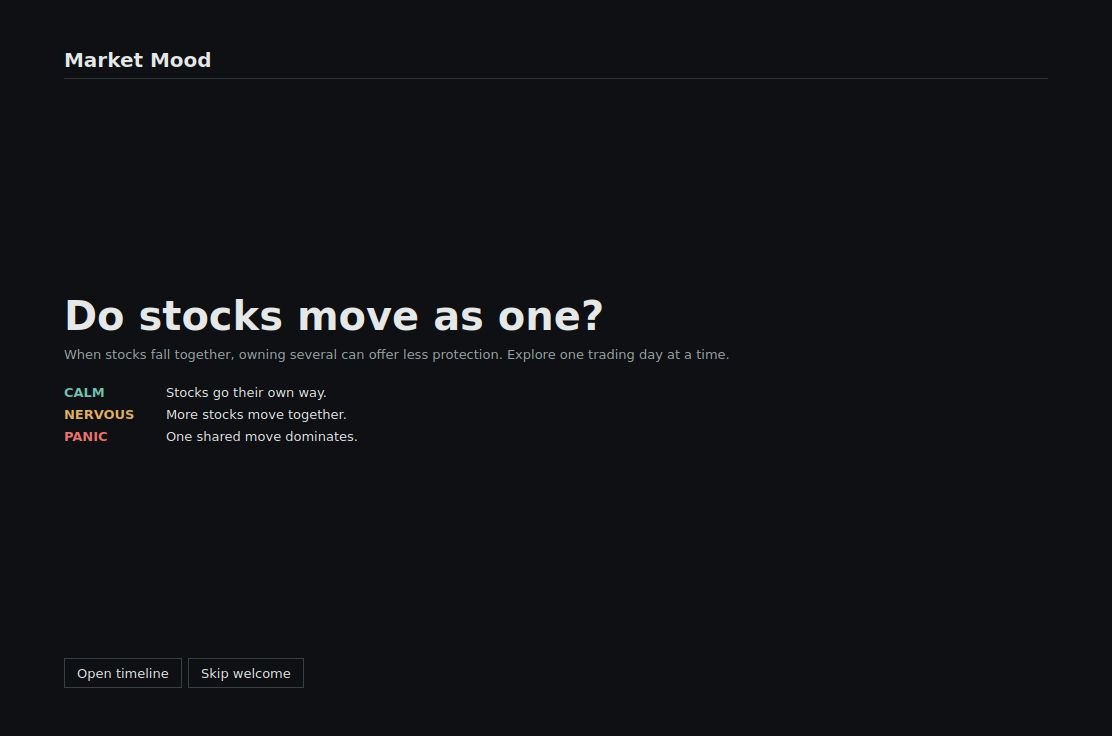 Market Mood
Do stocks move as one?
When stocks fall together, owning several can offer less protection. Explore one trading day at a time.
CALM Stocks go their own way.
NERVOUS More stocks move together.
PANIC One shared move dominates.
Open timeline Skip welcome